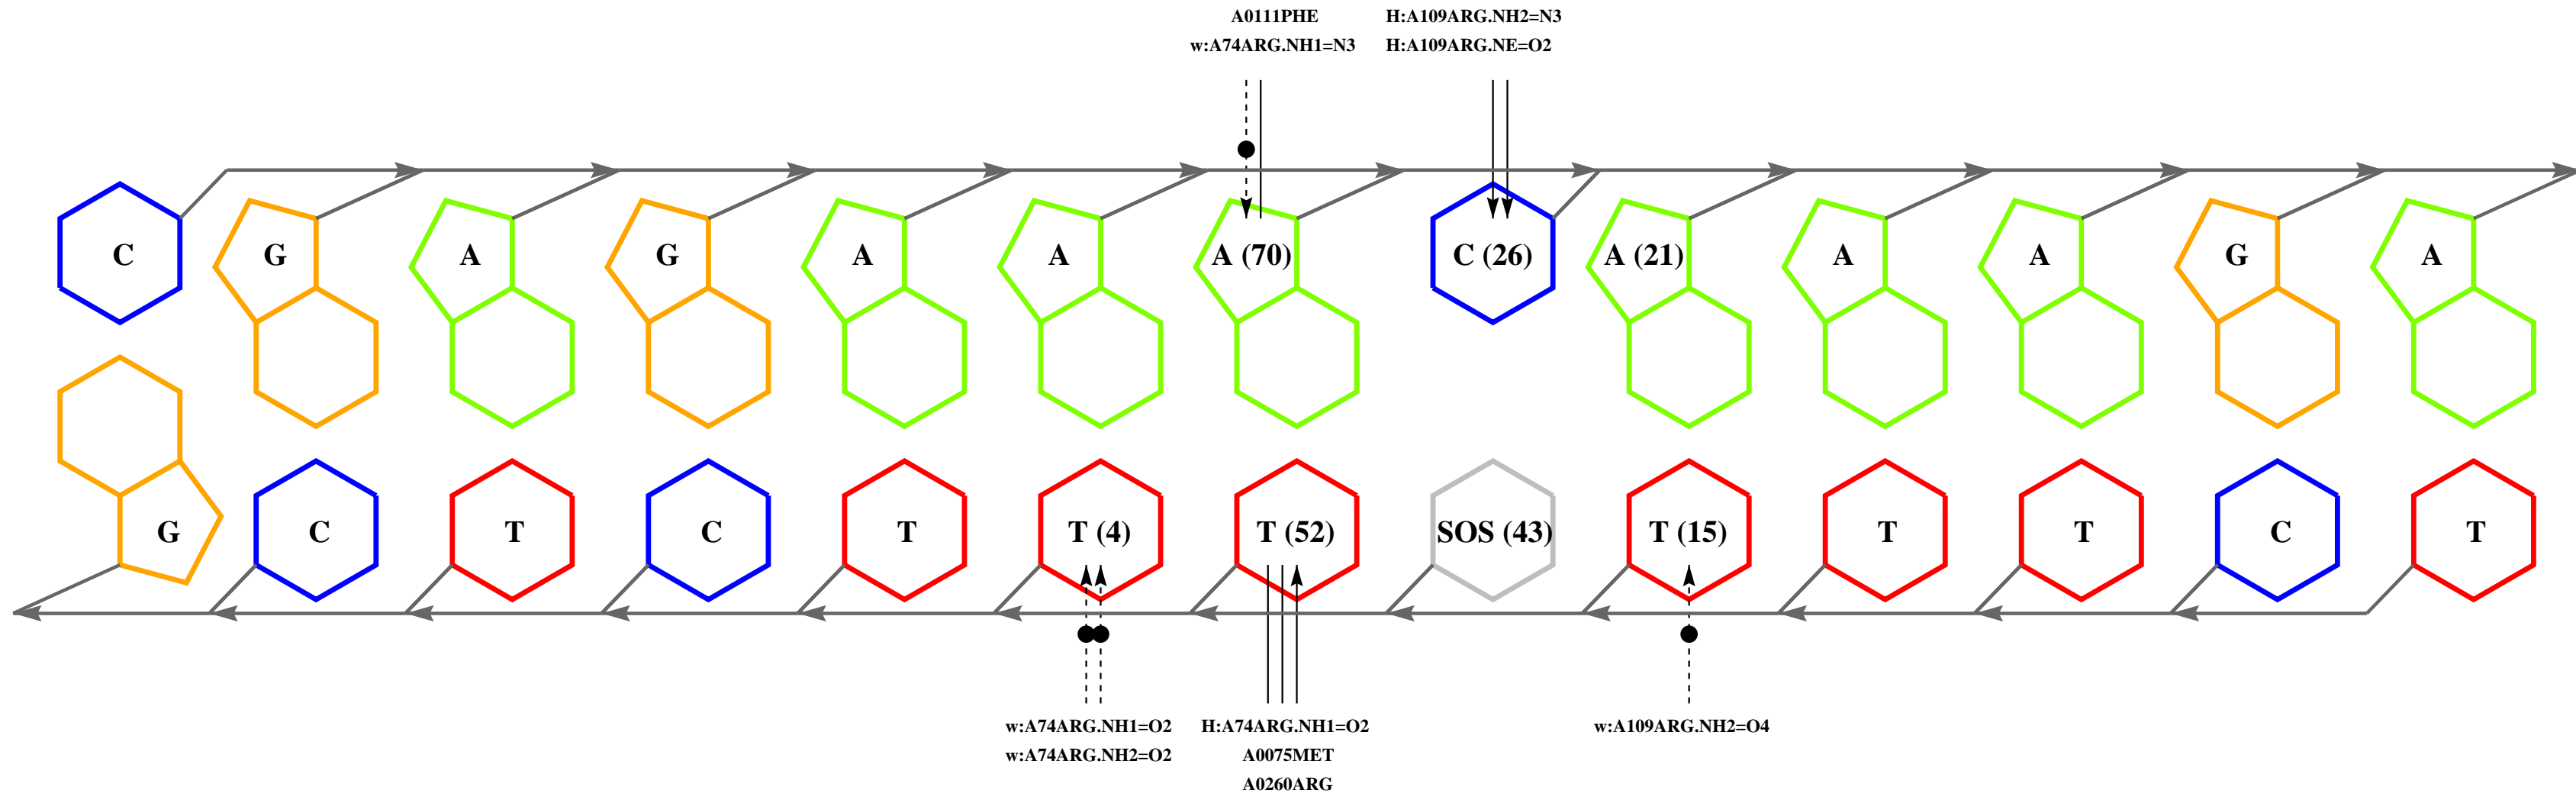 A0111PHE H:A109ARG.NH2=N3
w:A74ARG.NH1=N3 H:A109ARG.NE=O2
C G A G A A A (70) C (26) A (21) A A G A
G C T C T T (4) T (52) SOS (43) T (15) T T C T
w:A74ARG.NH1=O2 H:A74ARG.NH1=O2 w:A109ARG.NH2=O4
w:A74ARG.NH2=O2 A0075MET
A0260ARG